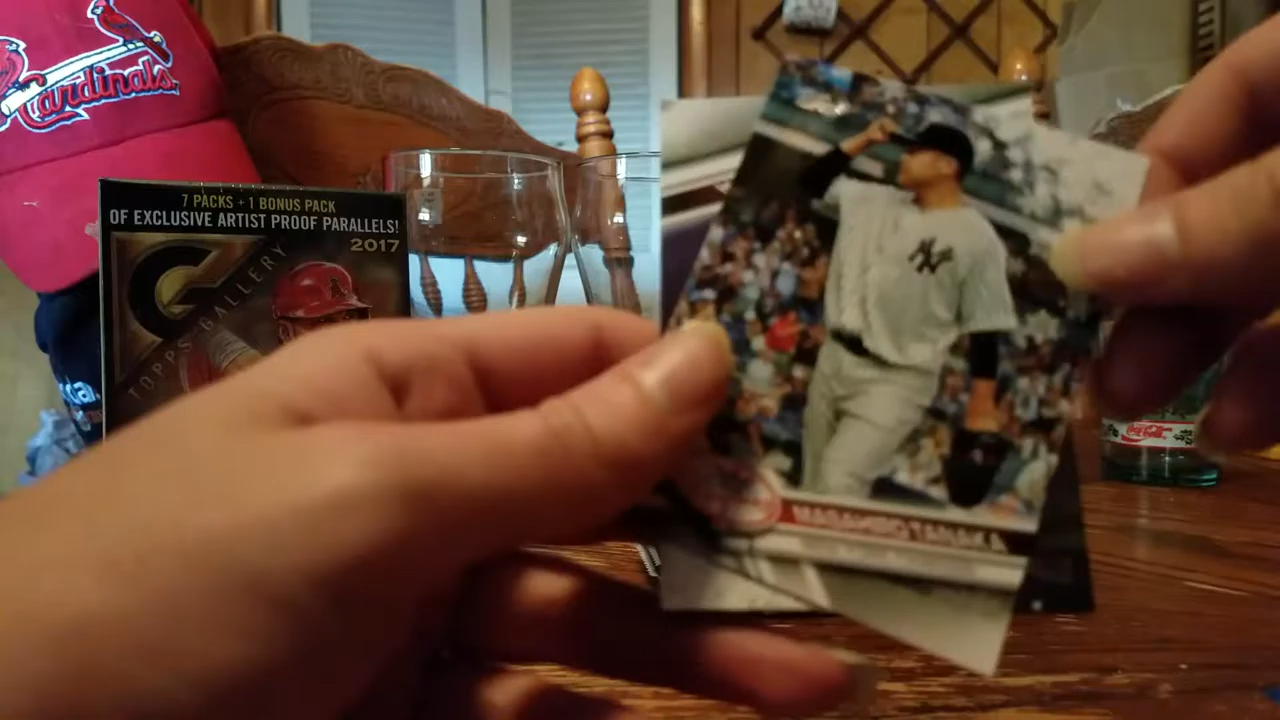 Cardinals
7 PACKS + 1 BONUS PACK
OF EXCLUSIVE ARTIST PROOF PARALLELS!
2017
TOPPS GALLERY
NY
MASAHIRO TANAKA
Coca-Cola